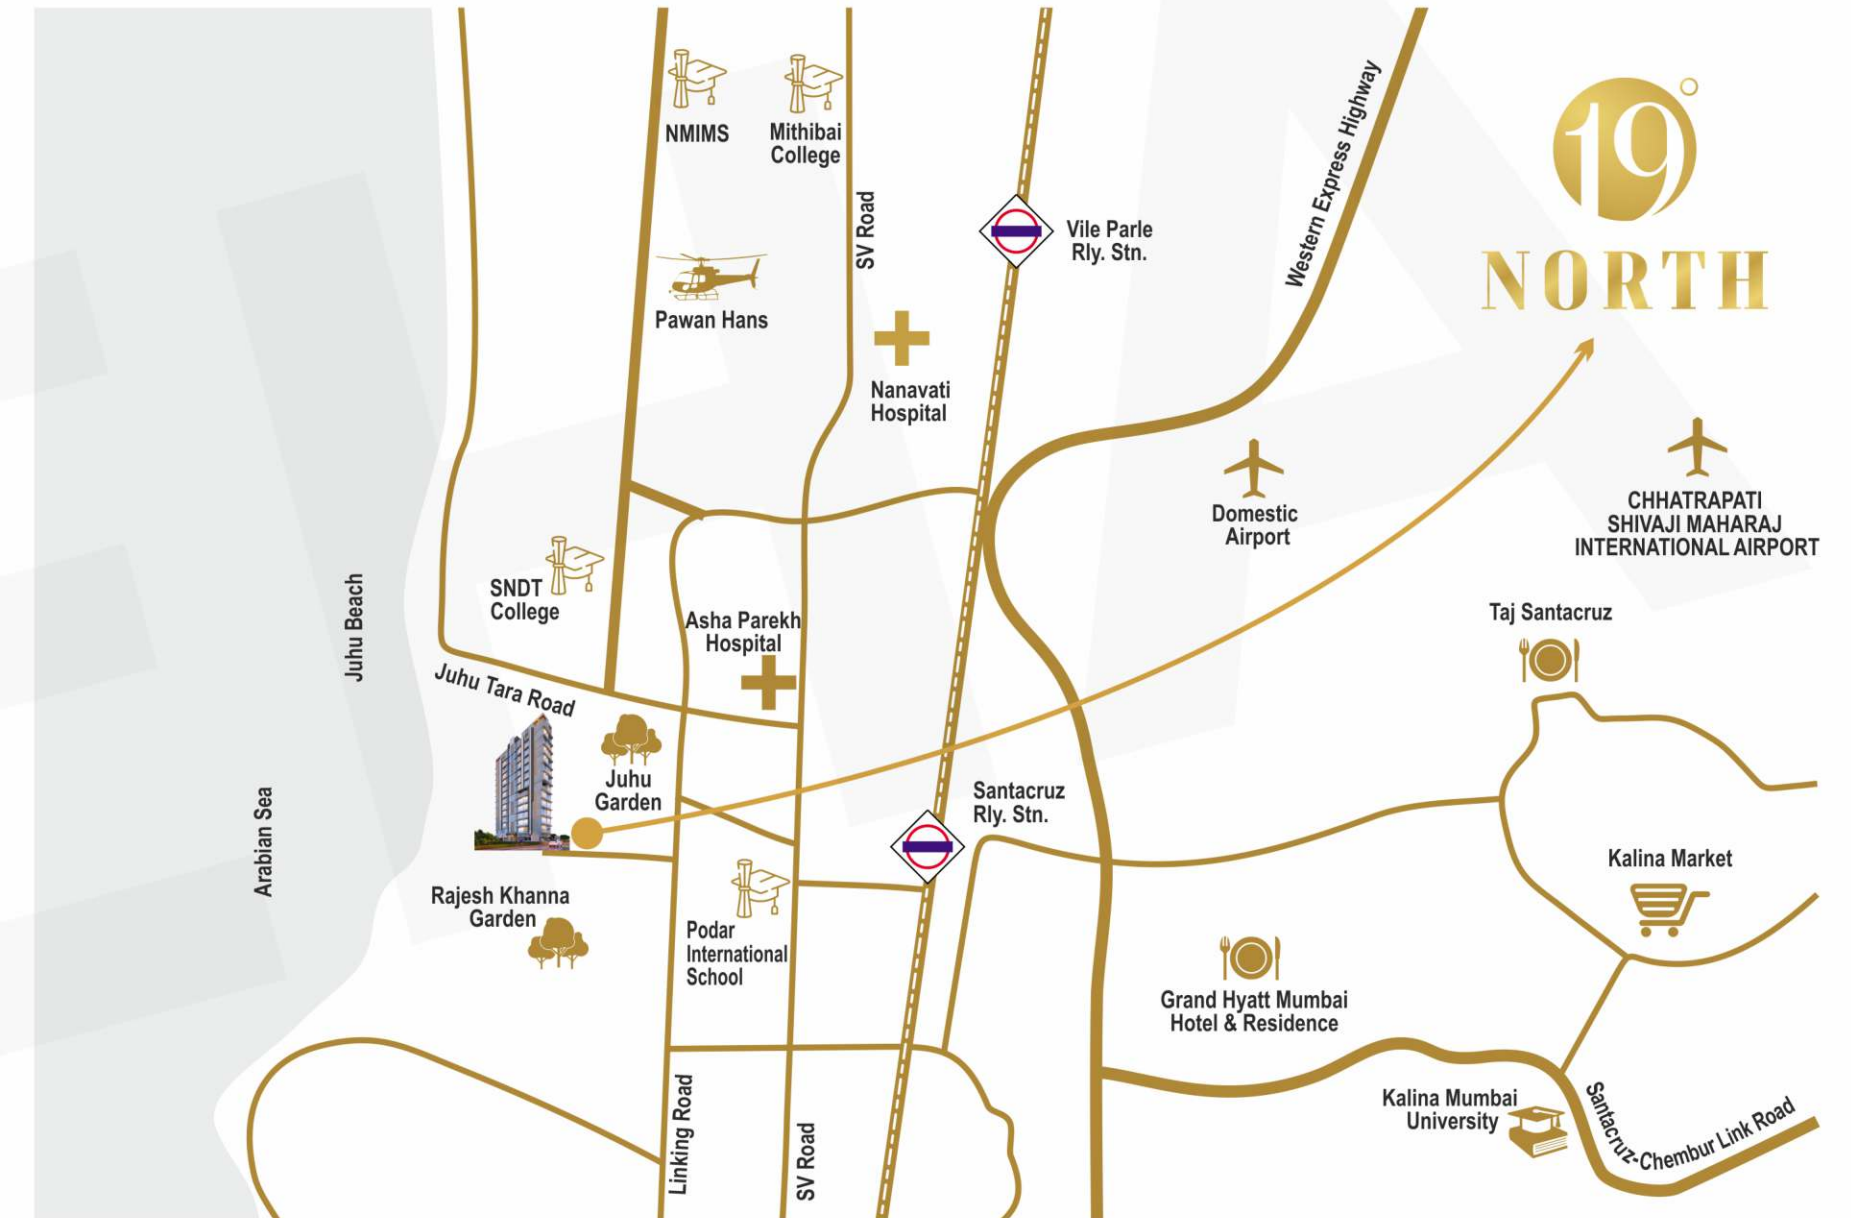 NMIMS
Mithibai
College
SV Road
Vile Parle
Rly. Stn.
Western Express Highway
19°
NORTH
Pawan Hans
Nanavati
Hospital
Domestic
Airport
CHHATRAPATI
SHIVAJI MAHARAJ
INTERNATIONAL AIRPORT
SNDT
College
Juhu Beach
Asha Parekh
Hospital
Taj Santacruz
Juhu Tara Road
Juhu
Garden
Santacruz
Rly. Stn.
Arabian Sea
Kalina Market
Rajesh Khanna
Garden
Podar
International
School
Grand Hyatt Mumbai
Hotel & Residence
Linking Road
SV Road
Kalina Mumbai
University
Santacruz-Chembur Link Road